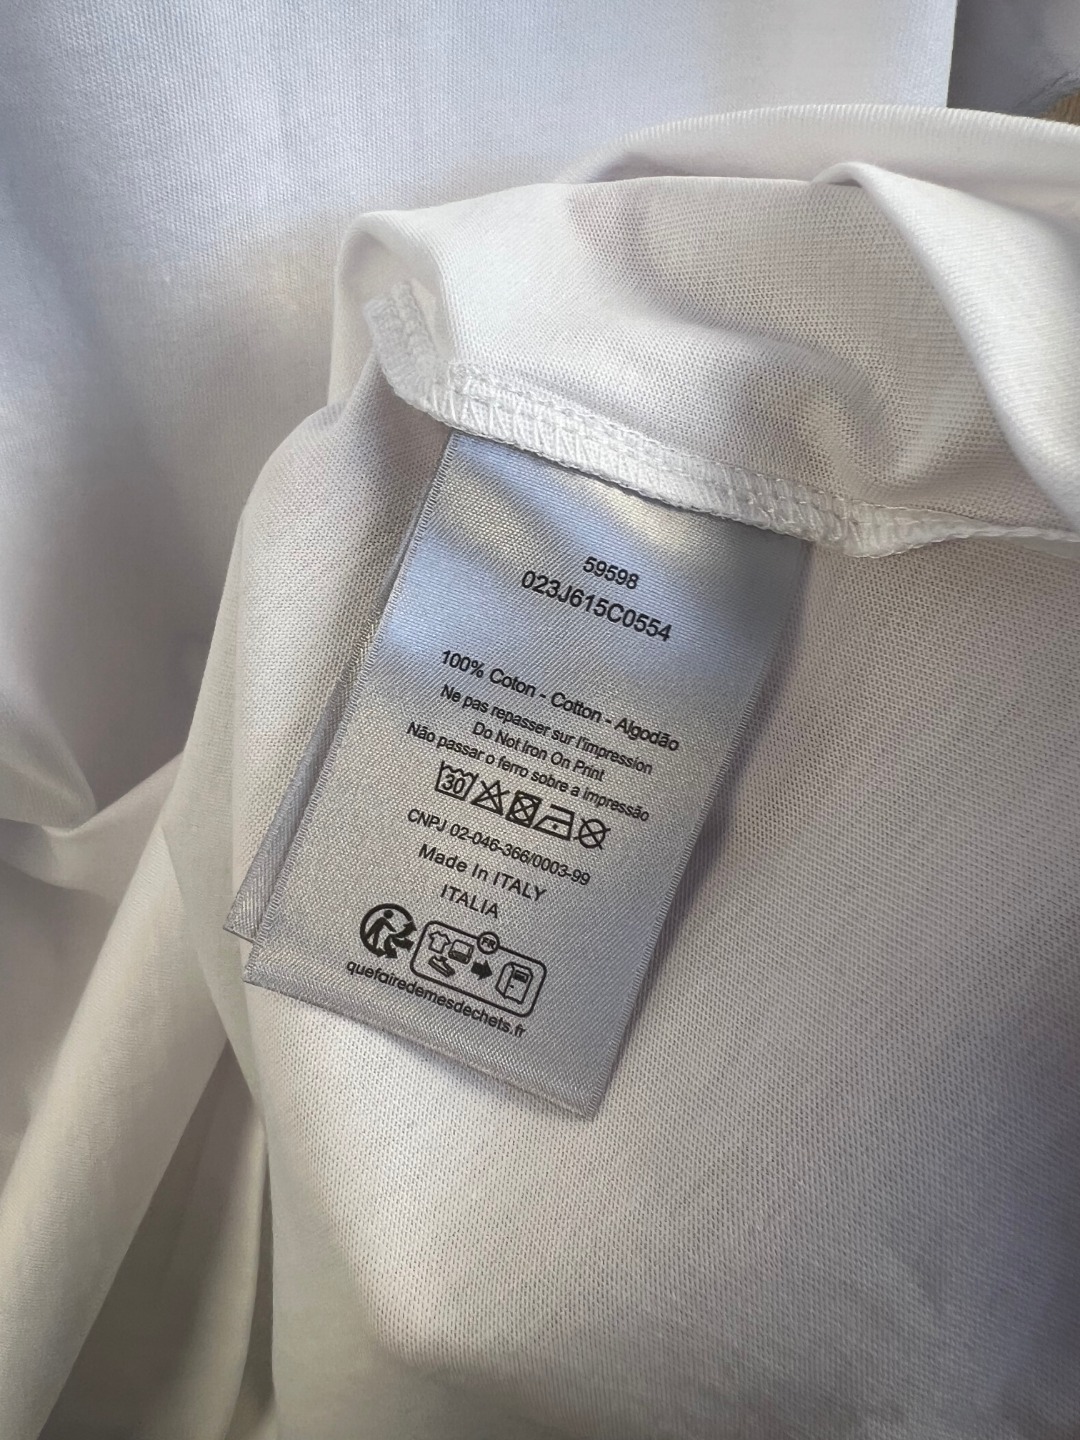 59598
023J615C0554
100% Coton - Cotton - Algodão
Ne pas repasser sur l'impression
Do Not Iron On Print
Não passar o ferro sobre a impressão
30
CNPJ 02-046-366/0003-99
Made In ITALY
ITALIA
FR
quefairedemesdechets.fr